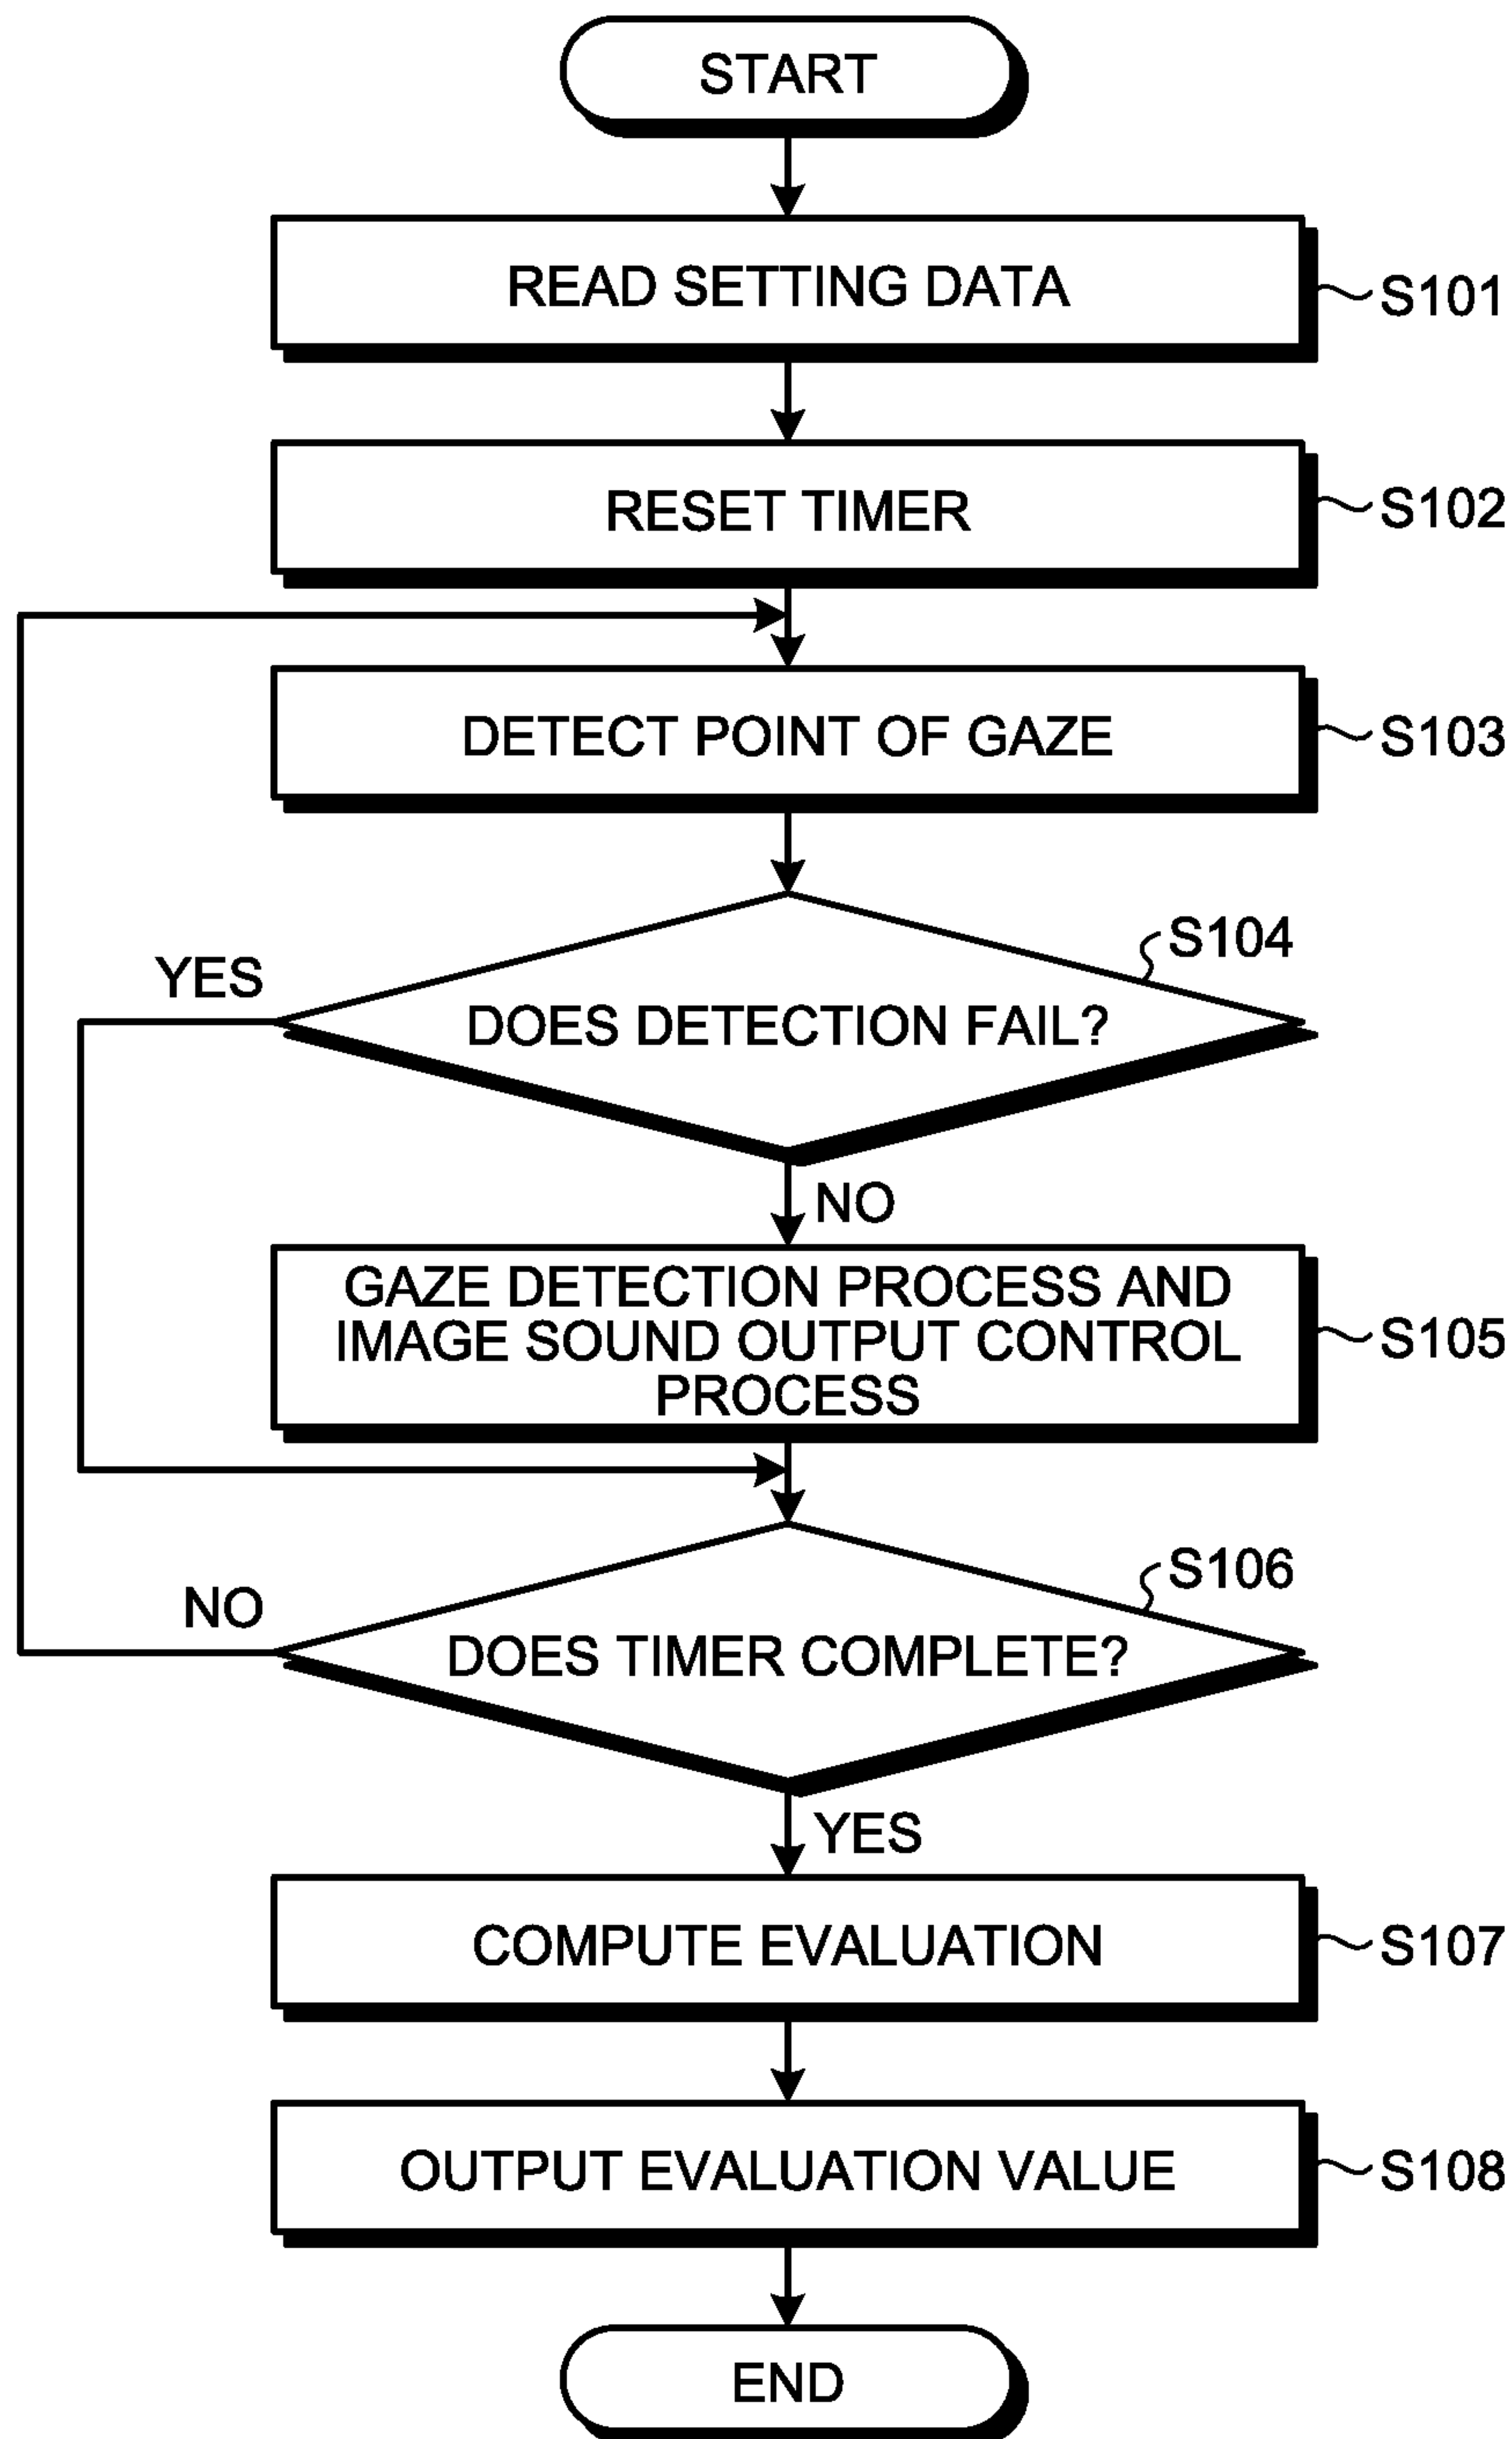 START
READ SETTING DATA
S101
RESET TIMER
S102
DETECT POINT OF GAZE
S103
S104
YES
DOES DETECTION FAIL?
NO
GAZE DETECTION PROCESS AND
IMAGE SOUND OUTPUT CONTROL
PROCESS
S105
S106
NO
DOES TIMER COMPLETE?
YES
COMPUTE EVALUATION
S107
OUTPUT EVALUATION VALUE
S108
END